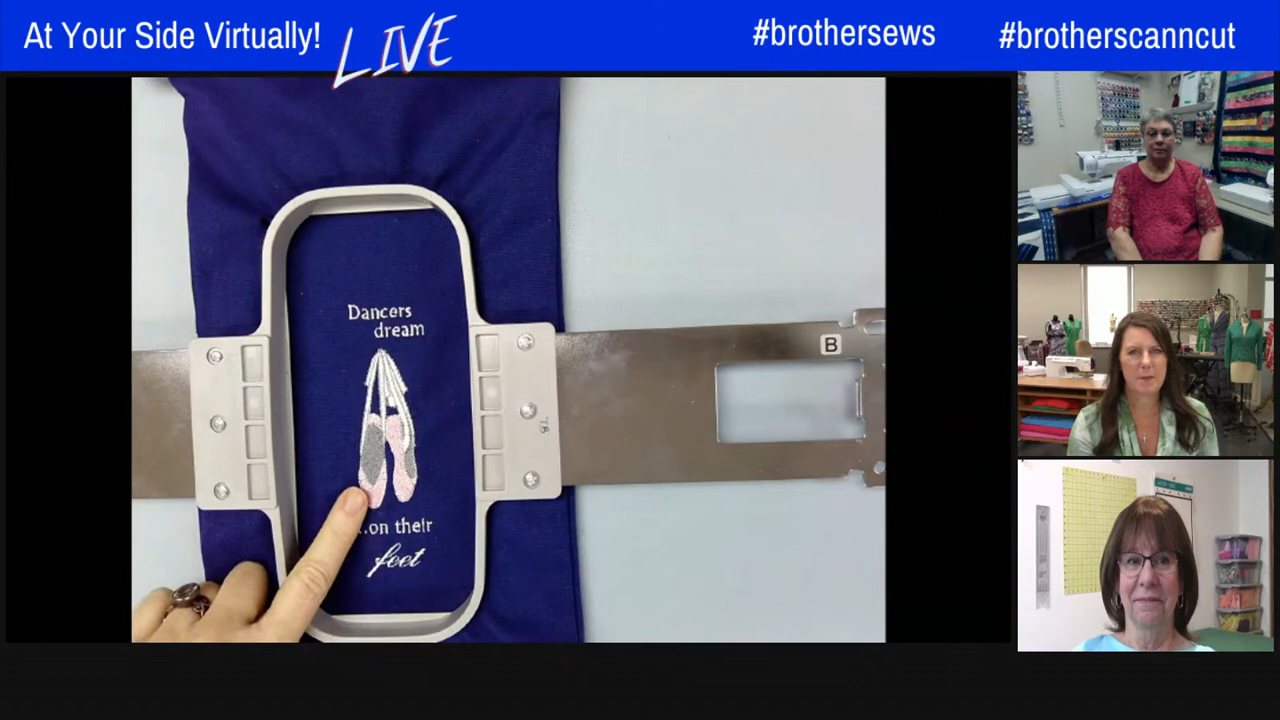 At Your Side Virtually! LIVE
#brothersews
#brotherscanncut
B
Dancers
dream
..on their
feet